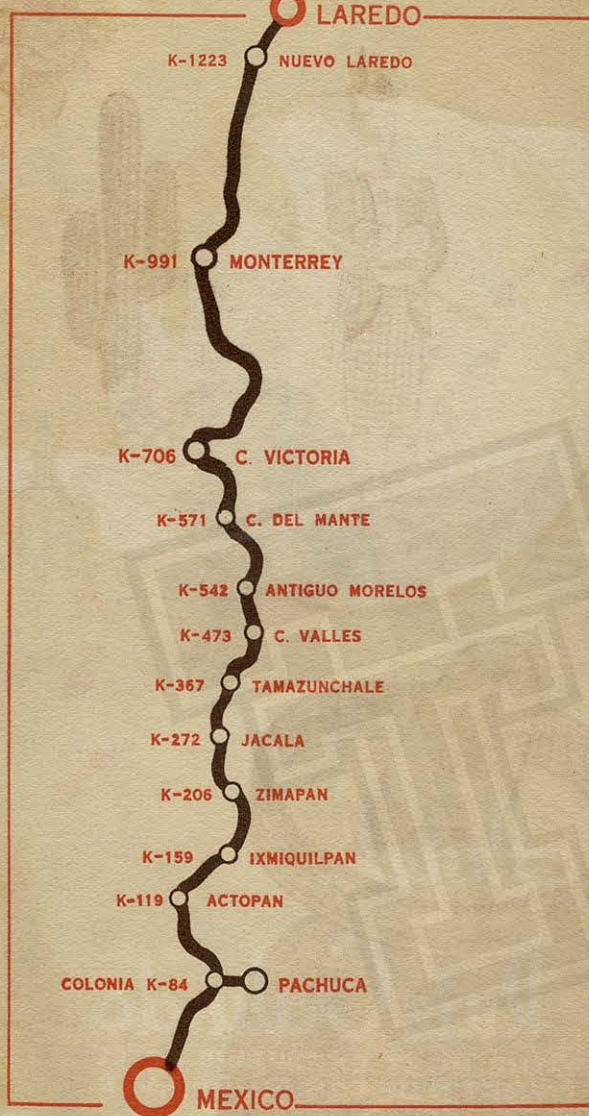 LAREDO
K-1223 NUEVO LAREDO
K-991 MONTERREY
K-706 C. VICTORIA
K-571 C. DEL MANTE
K-542 ANTIGUO MORELOS
K-473 C. VALLES
K-367 TAMAZUNCHALE
K-272 JACALA
K-206 ZIMAPAN
K-159 IXMIQUILPAN
K-119 ACTOPAN
COLONIA K-84 PACHUCA
MEXICO